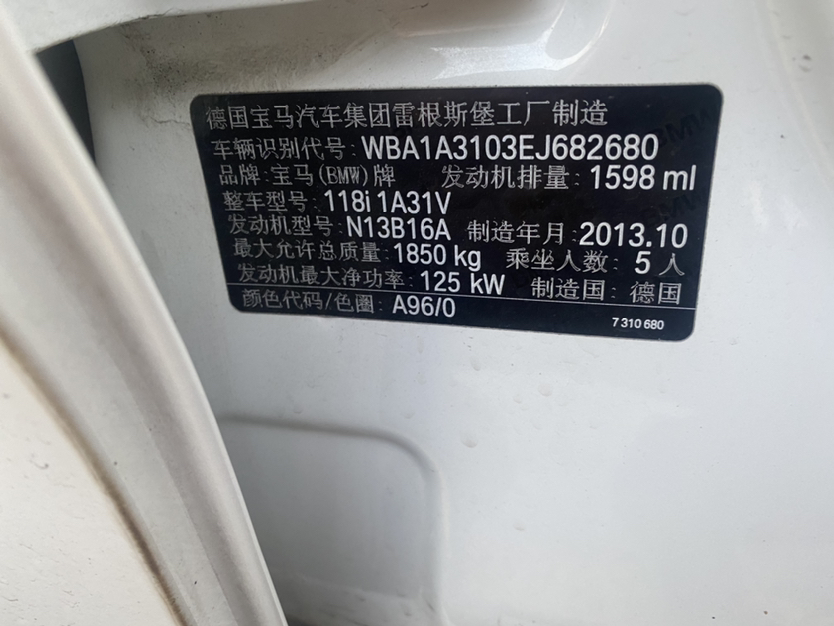 德国宝马汽车集团雷根斯堡工厂制造
车辆识别代号: WBA1A3103EJ682680
品牌: 宝马(BMW)牌 发动机排量: 1598 ml
整车型号: 118i 1A31V
发动机型号: N13B16A 制造年月: 2013.10
最大允许总质量: 1850 kg 乘坐人数: 5 人
发动机最大净功率: 125 kW 制造国: 德国
颜色代码/色圈: A96/0
7 310 680